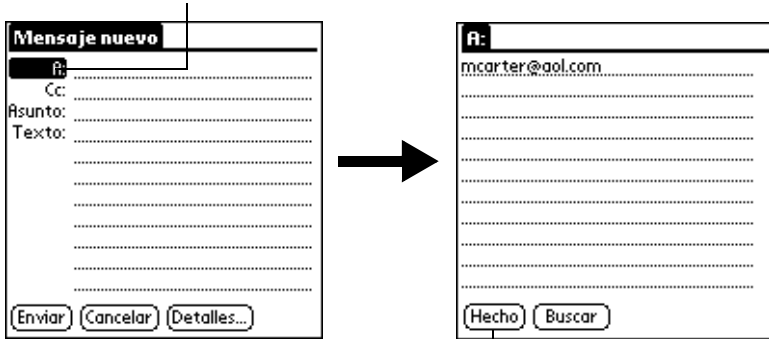 Mensaje nuevo
A:
Cc:
Asunto:
Texto:
Enviar Cancelar Detalles...
A:
mcarter@aol.com
Hecho Buscar